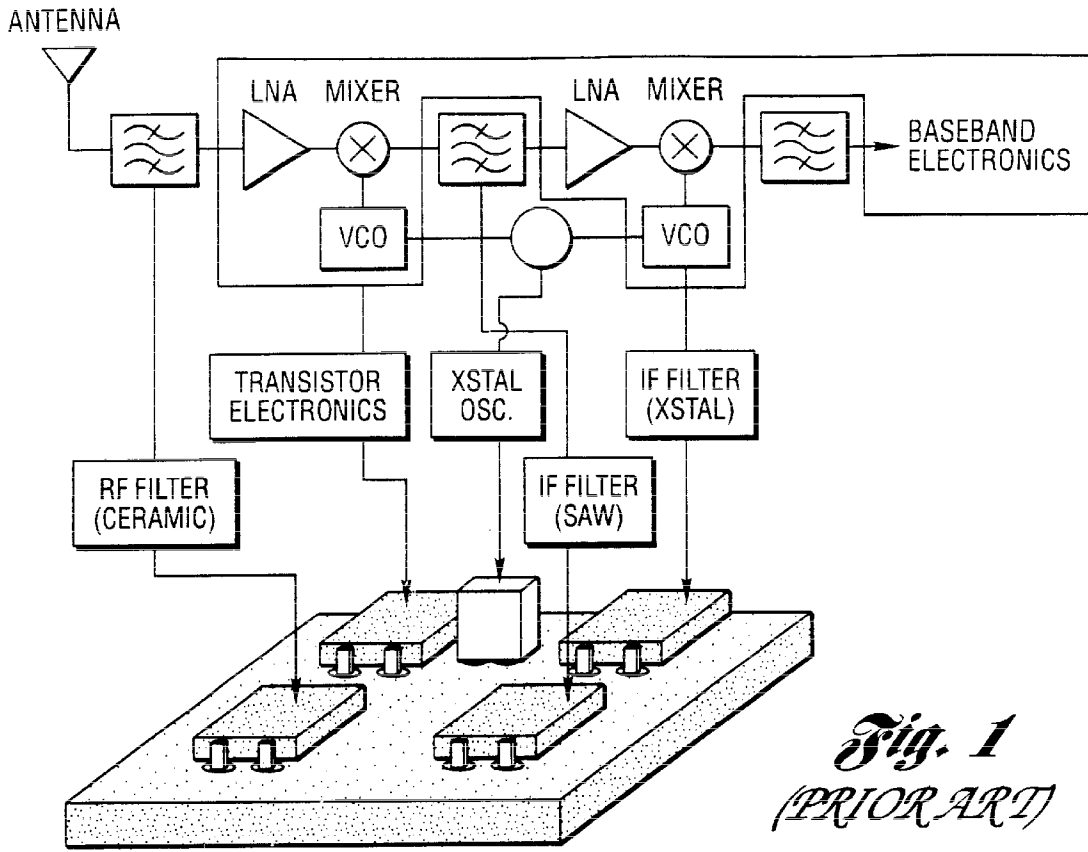 ANTENNA
LNA
MIXER
LNA
MIXER
BASEBAND
ELECTRONICS
VCO
VCO
TRANSISTOR
ELECTRONICS
XSTAL
OSC.
IF FILTER
(XSTAL)
RF FILTER
(CERAMIC)
IF FILTER
(SAW)
Fig. 1
(PRIOR ART)